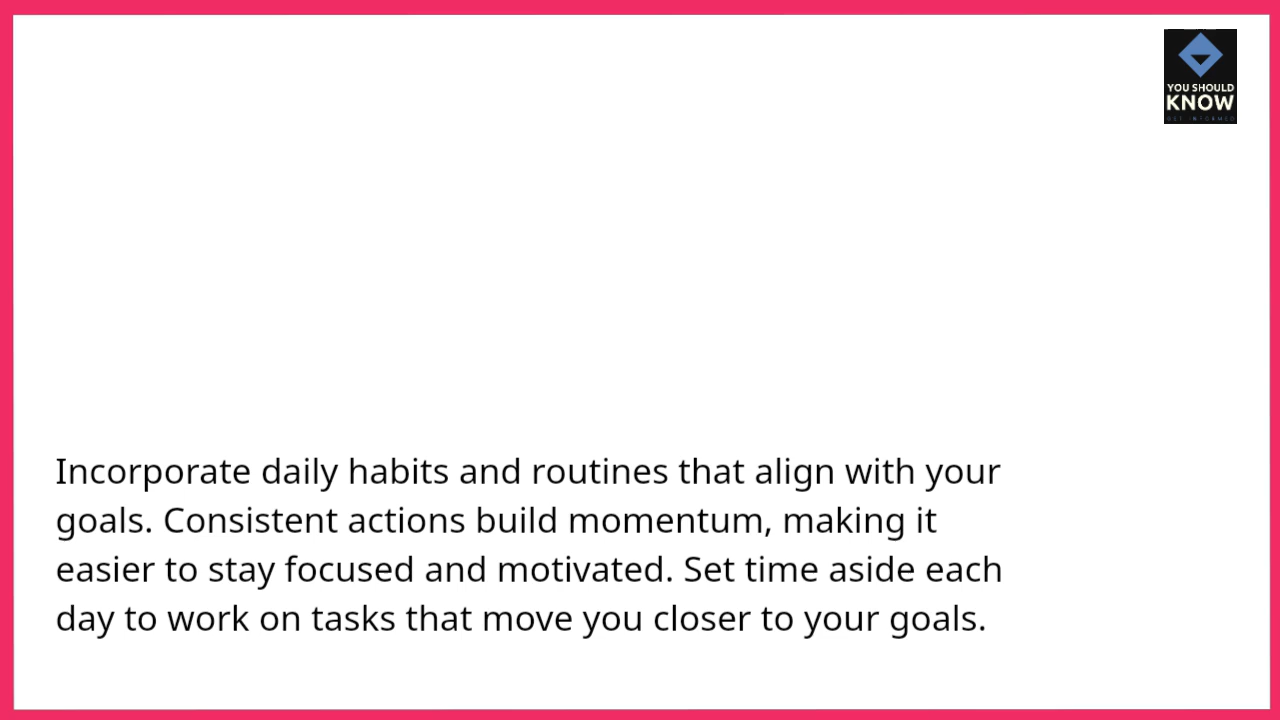 YOU SHOULD
KNOW
GET INFORMED
Incorporate daily habits and routines that align with your
goals. Consistent actions build momentum, making it
easier to stay focused and motivated. Set time aside each
day to work on tasks that move you closer to your goals.